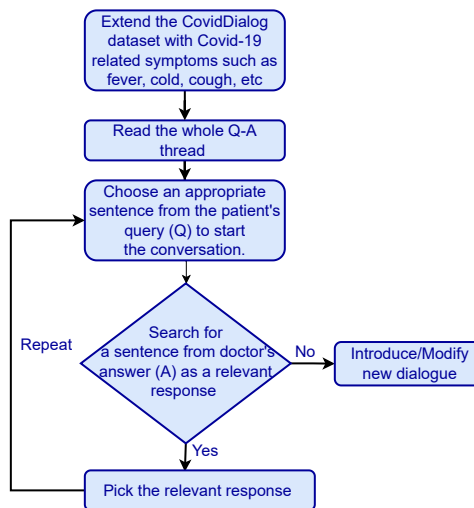 Extend the CovidDialog
dataset with Covid-19
related symptoms such as
fever, cold, cough, etc
Read the whole Q-A
thread
Choose an appropriate
sentence from the patient's
query (Q) to start
the conversation.
Search for
a sentence from doctor's
answer (A) as a relevant
response
Repeat
No
Introduce/Modify
new dialogue
Yes
Pick the relevant response